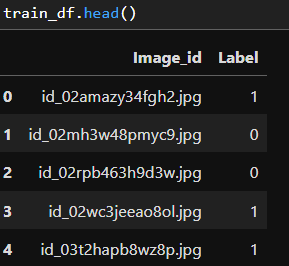 train_df.head()
Image_id Label
0 id_02amazy34fgh2.jpg 1
1 id_02mh3w48pmyc9.jpg 0
2 id_02rpb463h9d3w.jpg 0
3 id_02wc3jeeao8ol.jpg 1
4 id_03t2hapb8wz8p.jpg 1